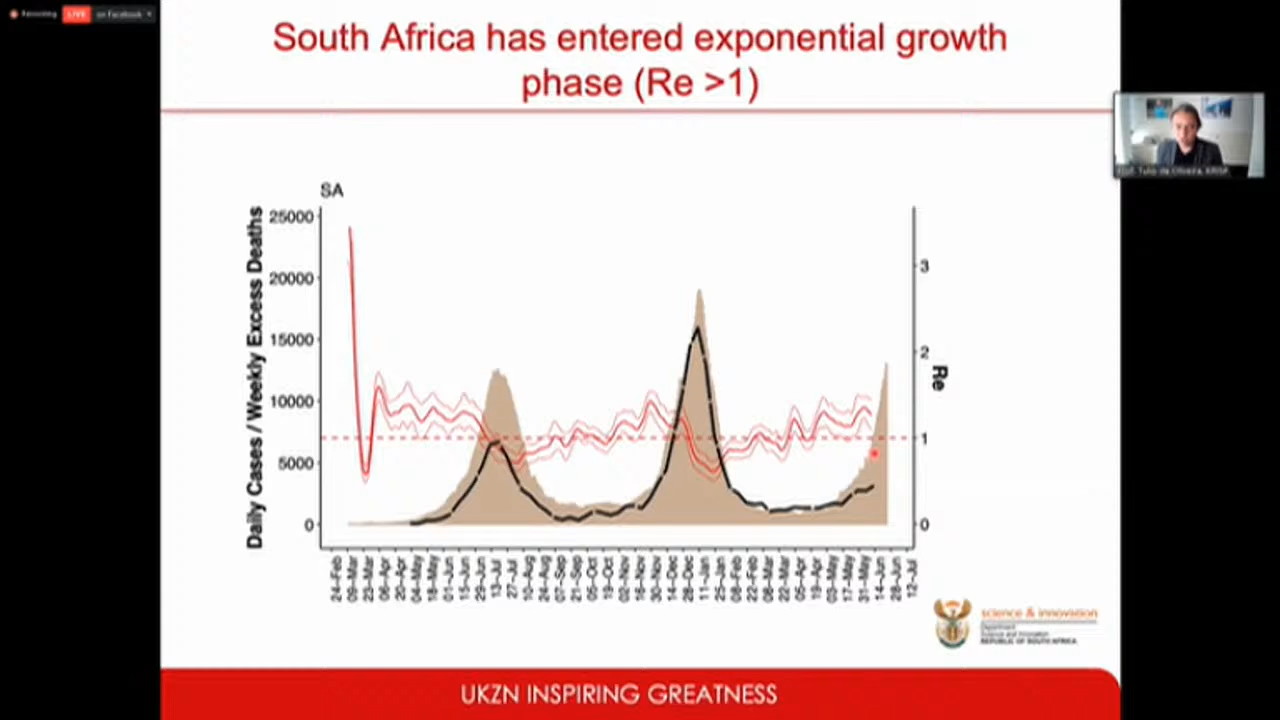 Recording
LIVE
on Facebook
South Africa has entered exponential growth
phase (Re >1)
Prof. Tulio de Oliveira, KRISP
SA
Daily Cases / Weekly Excess Deaths
25000
20000
15000
10000
5000
0
3
2
1
0
Re
24-Feb
09-Mar
23-Mar
06-Apr
20-Apr
04-May
18-May
01-Jun
15-Jun
29-Jun
13-Jul
27-Jul
10-Aug
24-Aug
07-Sep
21-Sep
05-Oct
19-Oct
02-Nov
16-Nov
30-Nov
14-Dec
28-Dec
11-Jan
25-Jan
08-Feb
22-Feb
08-Mar
22-Mar
05-Apr
19-Apr
03-May
17-May
31-May
14-Jun
28-Jun
12-Jul
science & innovation
Department:
Science and Innovation
REPUBLIC OF SOUTH AFRICA
UKZN INSPIRING GREATNESS